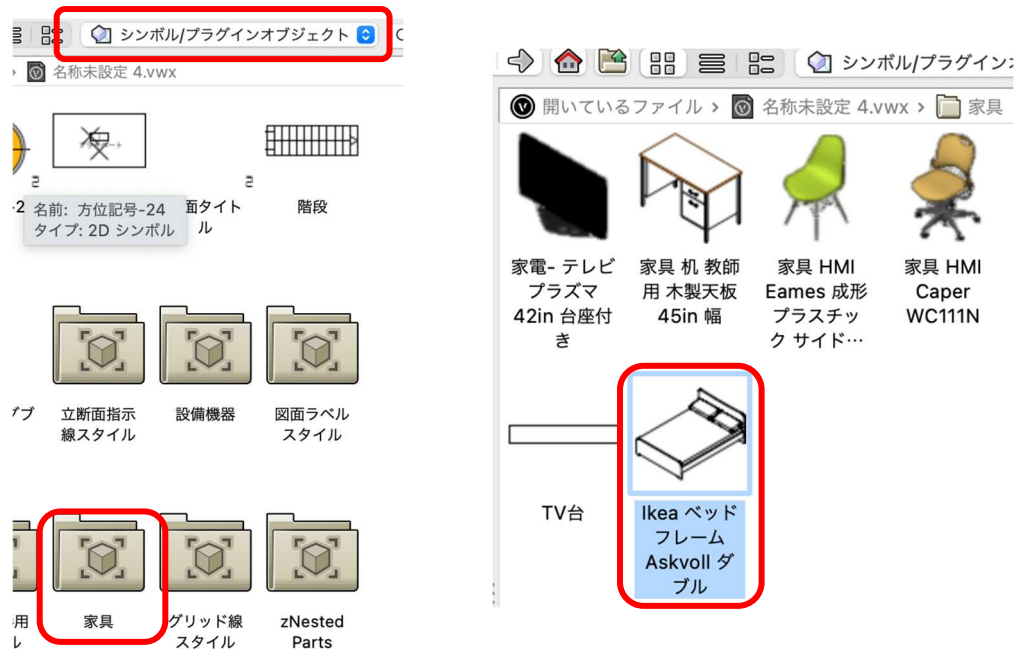 シンボル/プラグインオブジェクト
名称未設定 4.vwx
2
2
-2
面タイト
ル
階段
名前: 方位記号-24
タイプ: 2D シンボル
立断面指示
線スタイル
設備機器
図面ラベル
スタイル
家具
グリッド線
スタイル
zNested
Parts
シンボル/プラグイン
開いているファイル › 名称未設定 4.vwx › 家具
家電- テレビ
プラズマ
42in 台座付
き
家具 机 教師
用 木製天板
45in 幅
家具 HMI
Eames 成形
プラスチッ
ク サイド…
家具 HMI
Caper
WC111N
TV台
Ikea ベッド
フレーム
Askvoll ダ
ブル